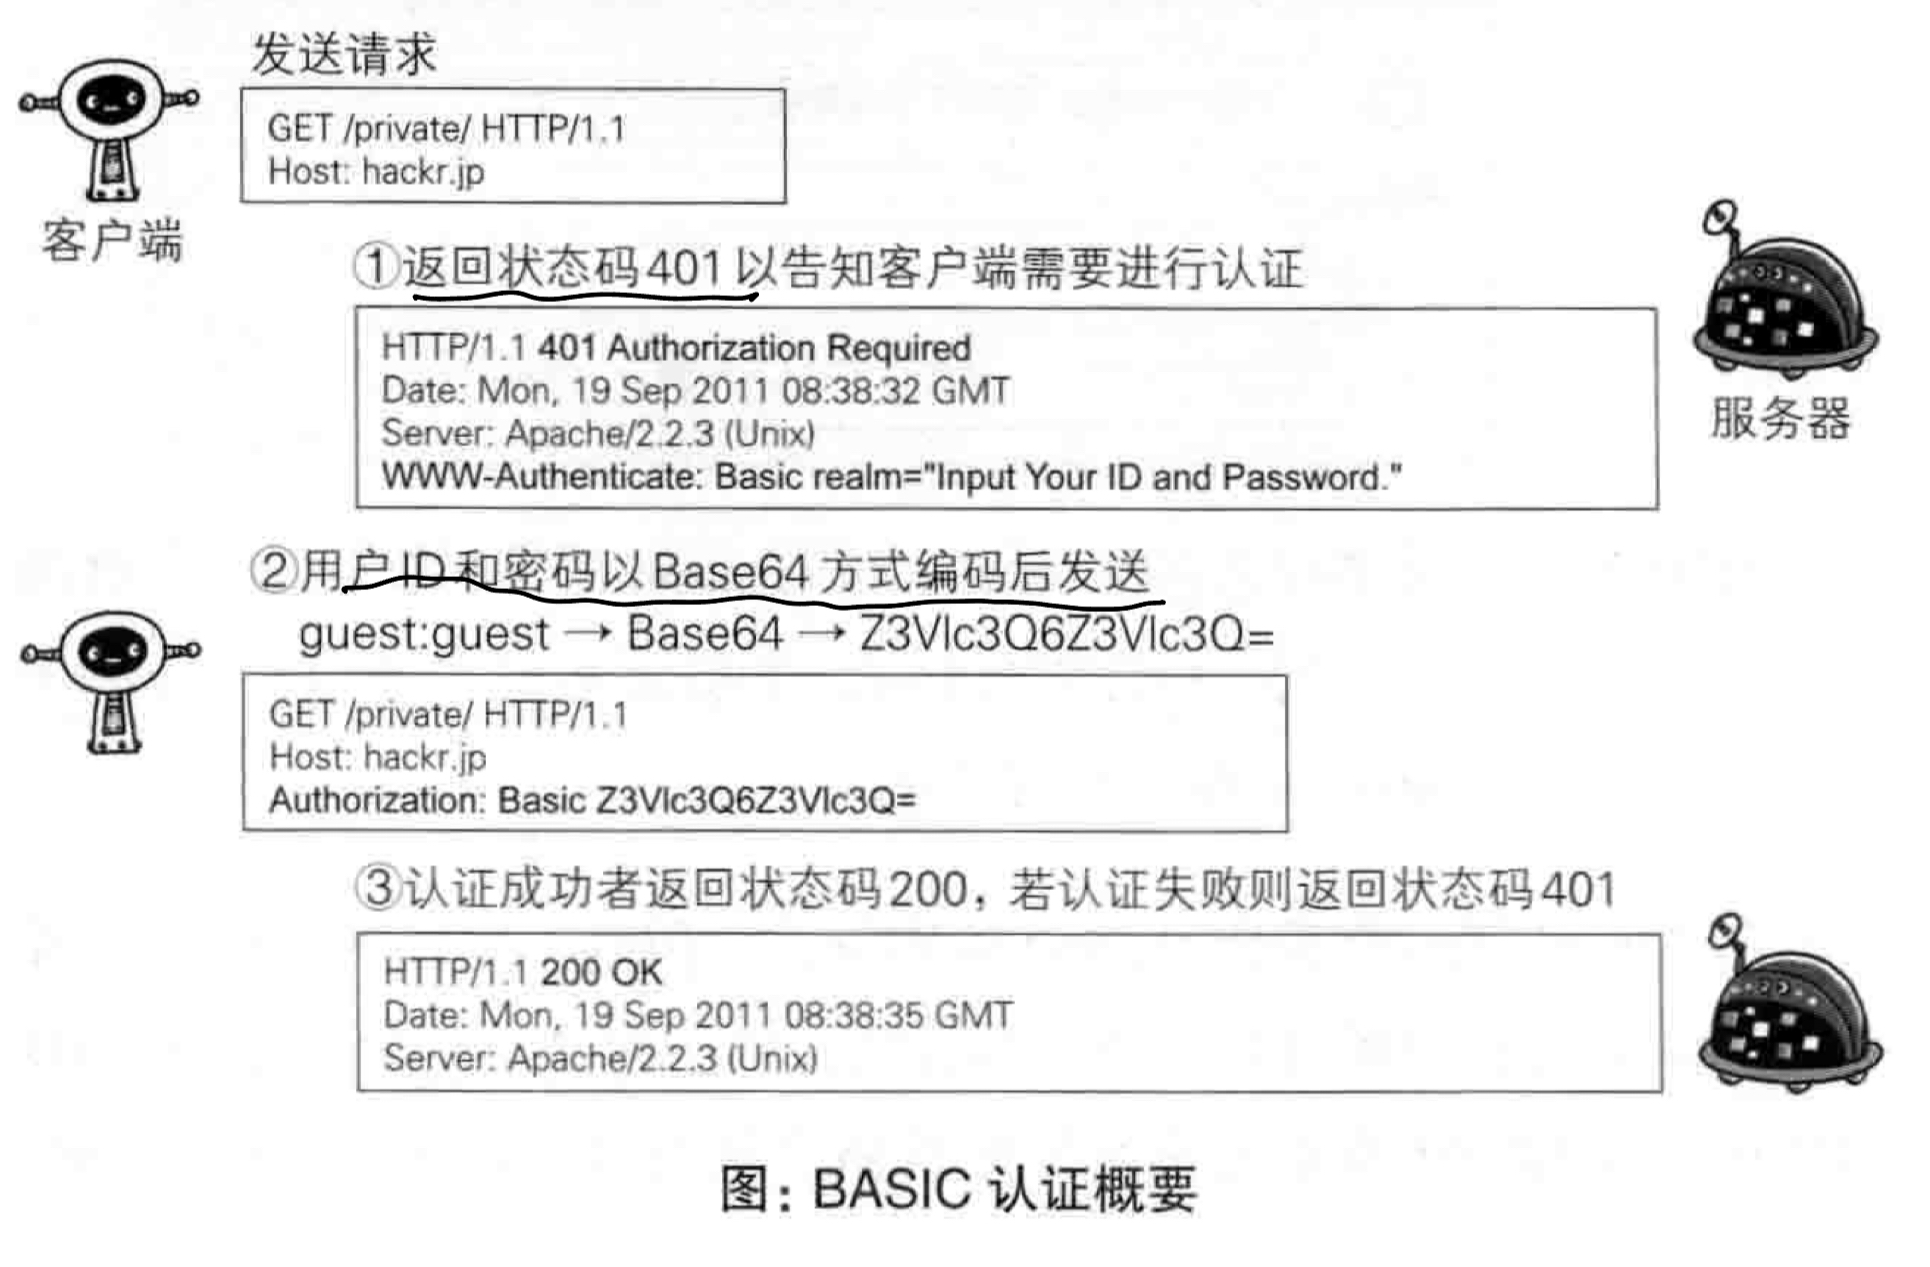 发送请求
GET /private/ HTTP/1.1
Host: hackr.jp
客户端
①返回状态码401以告知客户端需要进行认证
HTTP/1.1 401 Authorization Required
Date: Mon, 19 Sep 2011 08:38:32 GMT
Server: Apache/2.2.3 (Unix)
WWW-Authenticate: Basic realm="Input Your ID and Password."
服务器
②用户ID和密码以Base64方式编码后发送
guest:guest → Base64 → Z3Vlc3Q6Z3Vlc3Q=
GET /private/ HTTP/1.1
Host: hackr.jp
Authorization: Basic Z3Vlc3Q6Z3Vlc3Q=
③认证成功者返回状态码200，若认证失败则返回状态码401
HTTP/1.1 200 OK
Date: Mon, 19 Sep 2011 08:38:35 GMT
Server: Apache/2.2.3 (Unix)
图：BASIC 认证概要